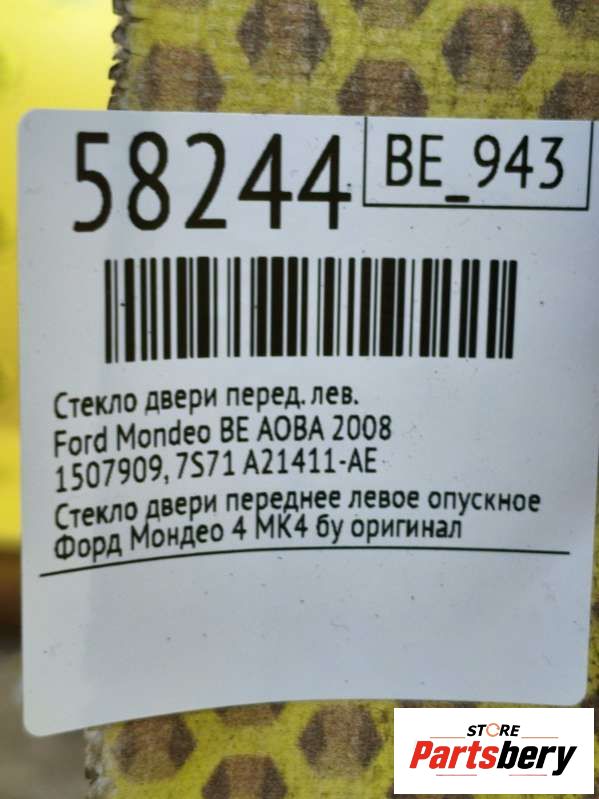 58244
BE_943
Стекло двери перед. лев.
Ford Mondeo BE AOBA 2008
1507909, 7S71 A21411-AE
Стекло двери переднее левое опускное
Форд Мондео 4 МК4 бу оригинал
STORE
Partsbery